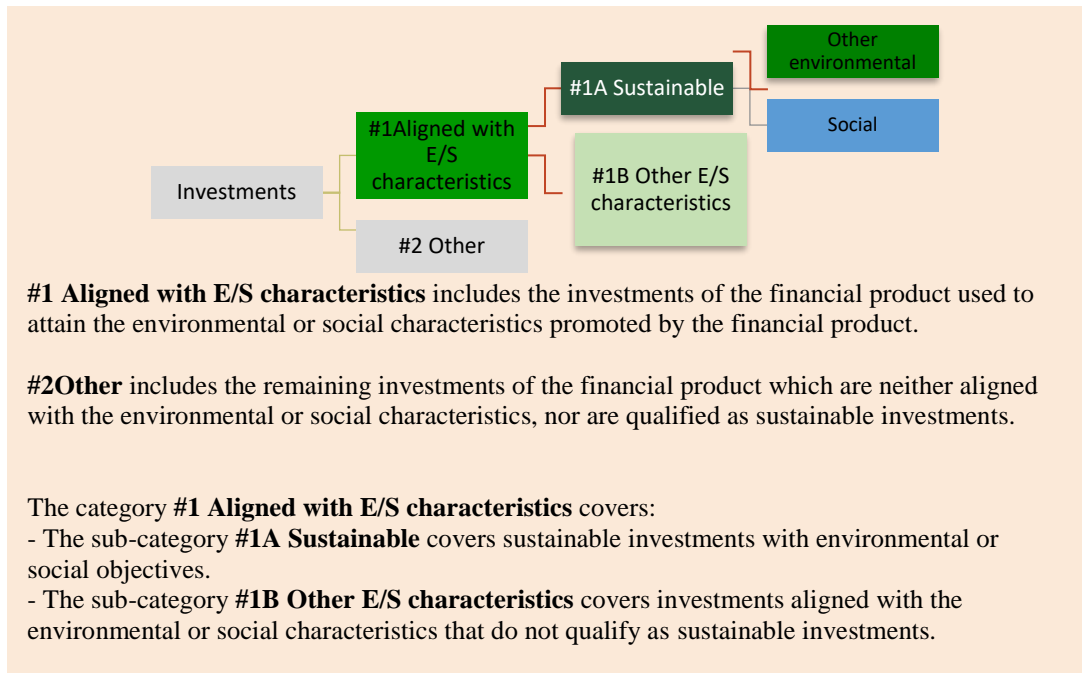 Other
environmental
#1A Sustainable
Social
#1Aligned with
E/S
characteristics
#1B Other E/S
characteristics
Investments
#2 Other
#1 Aligned with E/S characteristics includes the investments of the financial product used to
attain the environmental or social characteristics promoted by the financial product.
#2Other includes the remaining investments of the financial product which are neither aligned
with the environmental or social characteristics, nor are qualified as sustainable investments.
The category #1 Aligned with E/S characteristics covers:
- The sub-category #1A Sustainable covers sustainable investments with environmental or
social objectives.
- The sub-category #1B Other E/S characteristics covers investments aligned with the
environmental or social characteristics that do not qualify as sustainable investments.